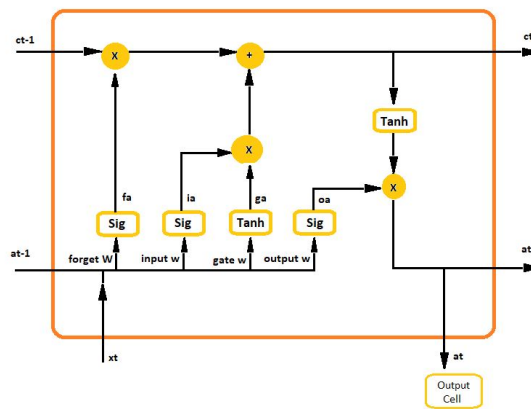 ct-1
ct
X
+
Tanh
X
X
fa
ia
ga
oa
Sig
Sig
Tanh
Sig
at-1
forget W
input w
gate w
output w
at
xt
at
Output
Cell